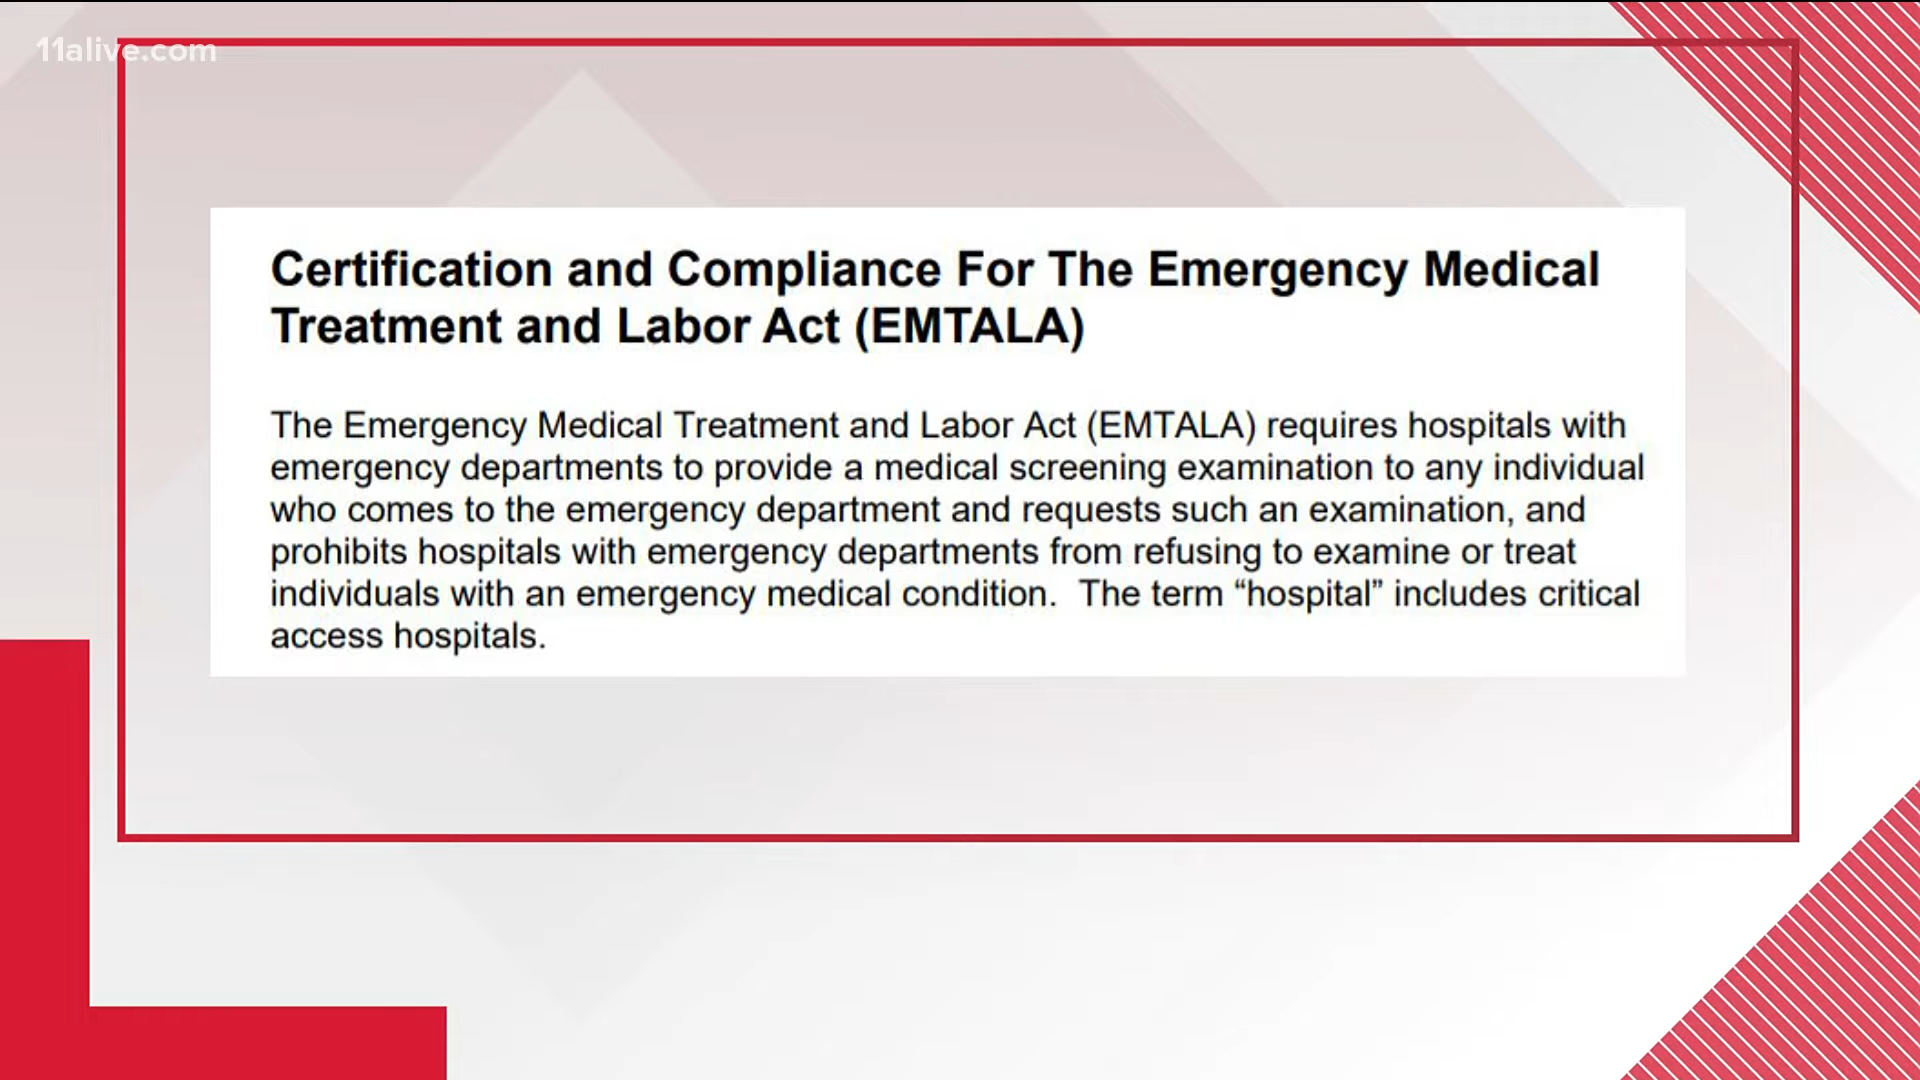 11alive.com
Certification and Compliance For The Emergency Medical
Treatment and Labor Act (EMTALA)
The Emergency Medical Treatment and Labor Act (EMTALA) requires hospitals with
emergency departments to provide a medical screening examination to any individual
who comes to the emergency department and requests such an examination, and
prohibits hospitals with emergency departments from refusing to examine or treat
individuals with an emergency medical condition.  The term “hospital” includes critical
access hospitals.